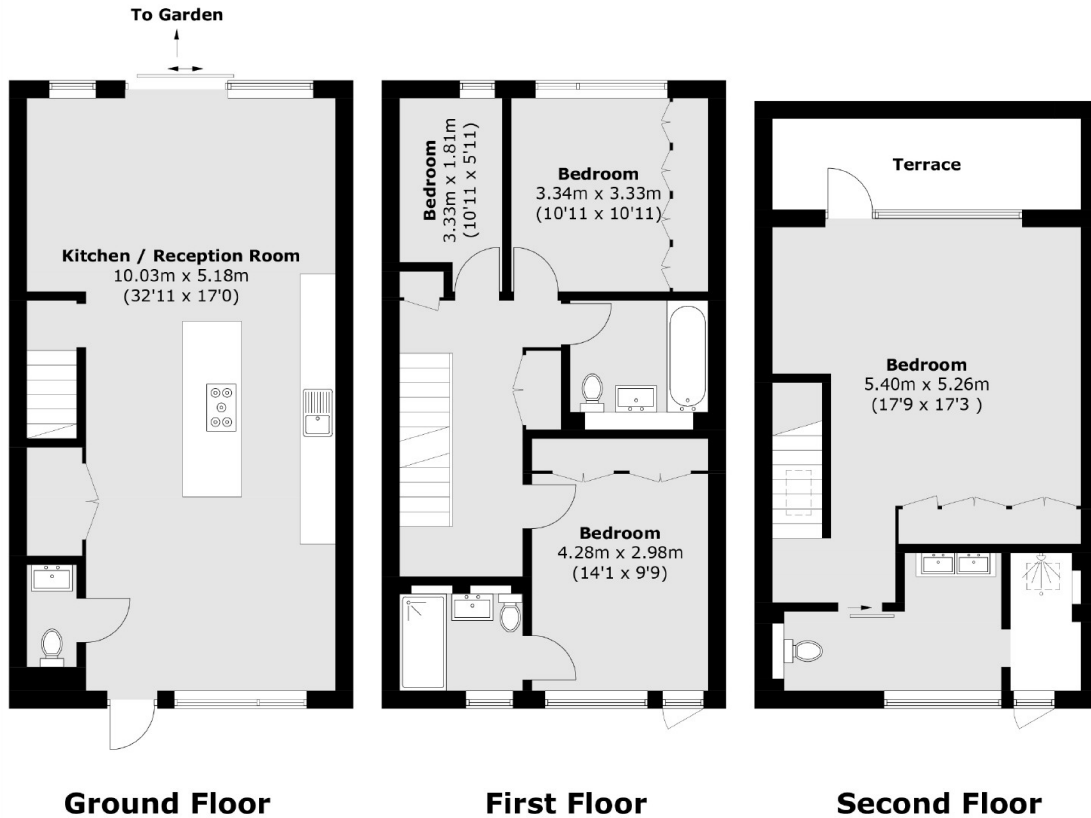 To Garden
Kitchen / Reception Room
10.03m x 5.18m
(32'11 x 17'0)
Ground Floor
Bedroom
3.33m x 1.81m
(10'11 x 5'11)
Bedroom
3.34m x 3.33m
(10'11 x 10'11)
Bedroom
4.28m x 2.98m
(14'1 x 9'9)
First Floor
Terrace
Bedroom
5.40m x 5.26m
(17'9 x 17'3 )
Second Floor